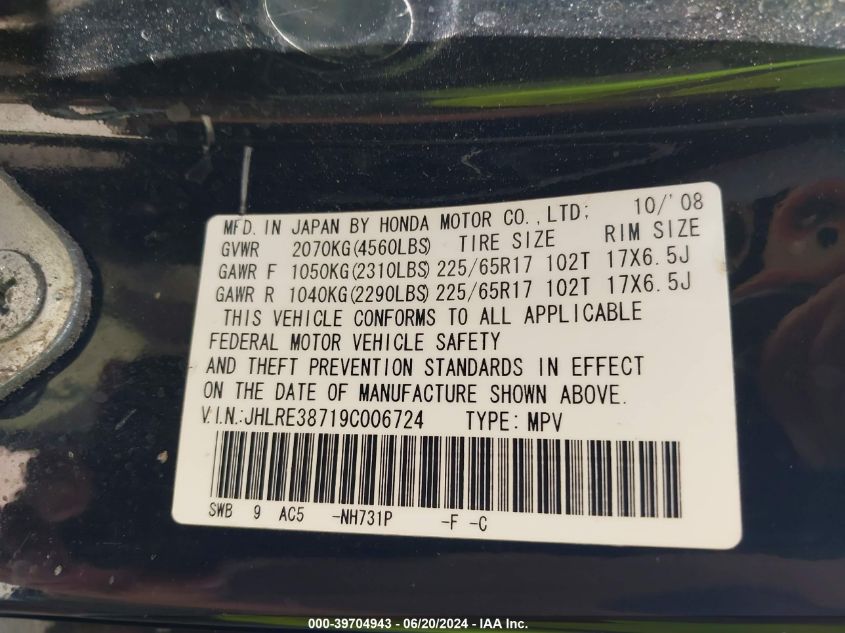 MFD. IN JAPAN BY HONDA MOTOR CO., LTD; 10/'08
GVWR 2070KG(4560LBS) TIRE SIZE RIM SIZE
GAWR F 1050KG(2310LBS) 225/65R17 102T 17X6.5J
GAWR R 1040KG(2290LBS) 225/65R17 102T 17X6.5J
THIS VEHICLE CONFORMS TO ALL APPLICABLE
FEDERAL MOTOR VEHICLE SAFETY
AND THEFT PREVENTION STANDARDS IN EFFECT
ON THE DATE OF MANUFACTURE SHOWN ABOVE.
V.I.N.:JHLRE38719C006724 TYPE: MPV
SWB 9 AC5 -NH731P -F -C
000-39704943 - 06/20/2024 - IAA Inc.